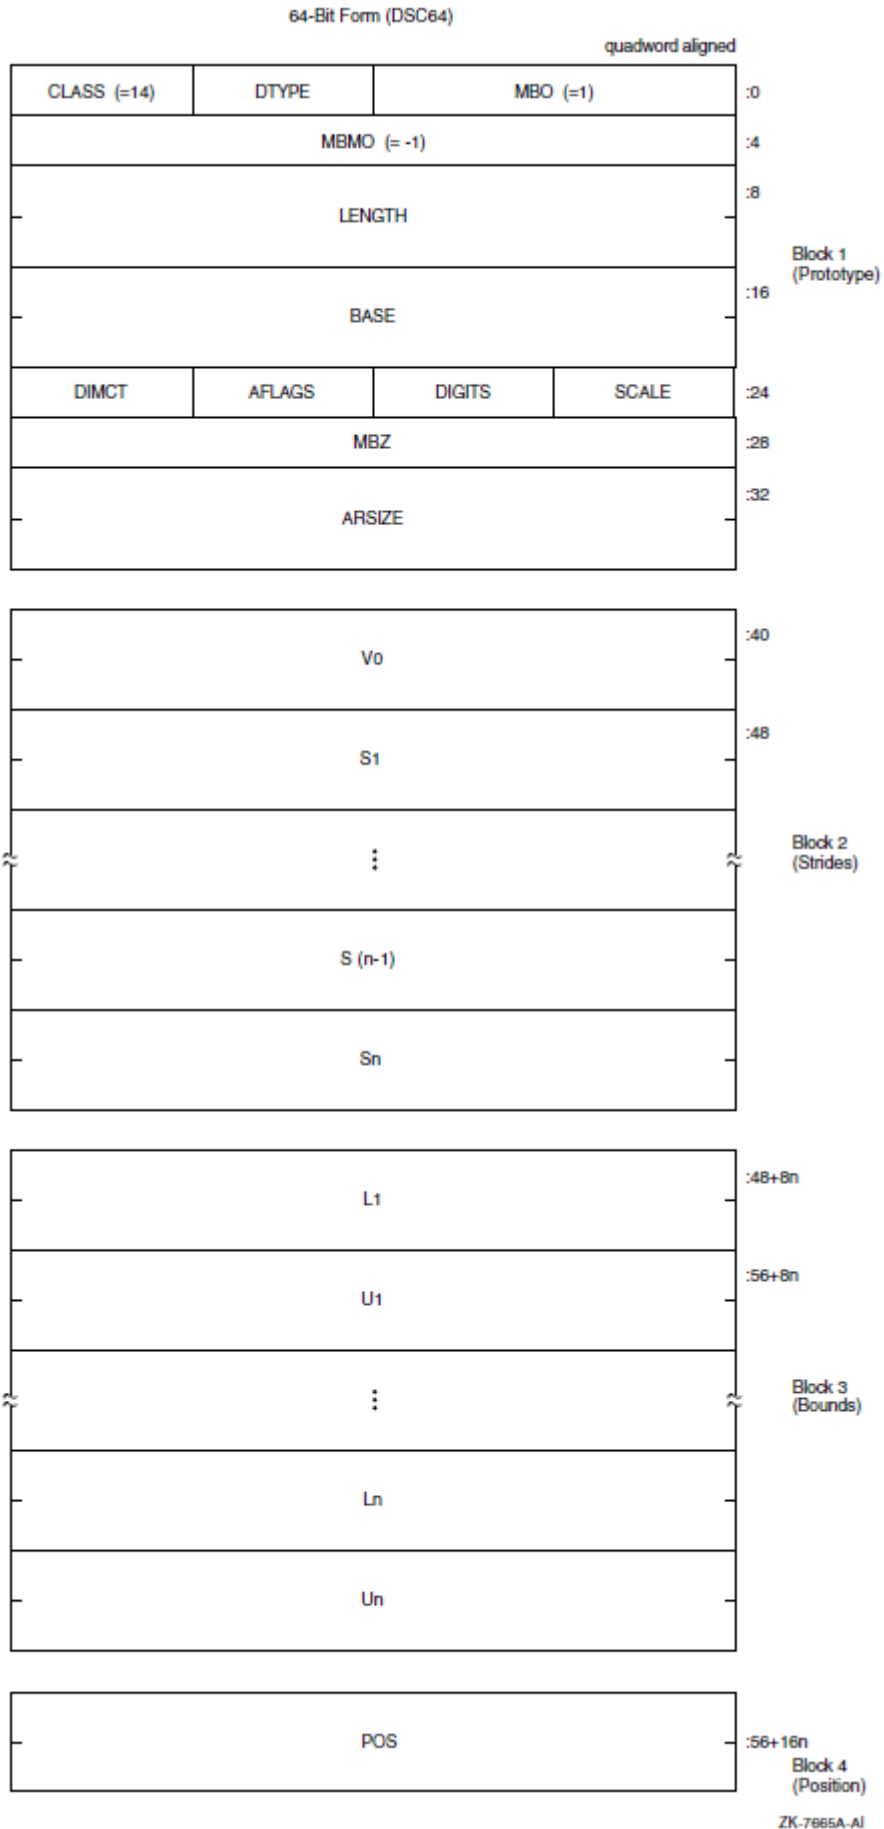 64-Bit Form (DSC64)
quadword aligned
CLASS (=14) DTYPE MBO (=1) :0
MBMO (= -1) :4
:8
LENGTH
Block 1
(Prototype)
:16
BASE
DIMCT AFLAGS DIGITS SCALE :24
MBZ :28
:32
ARSIZE
:40
V0
:48
S1
Block 2
(Strides)
⋮
S (n-1)
Sn
:48+8n
L1
:56+8n
U1
Block 3
(Bounds)
⋮
Ln
Un
POS :56+16n
Block 4
(Position)
ZK-7665A-AI